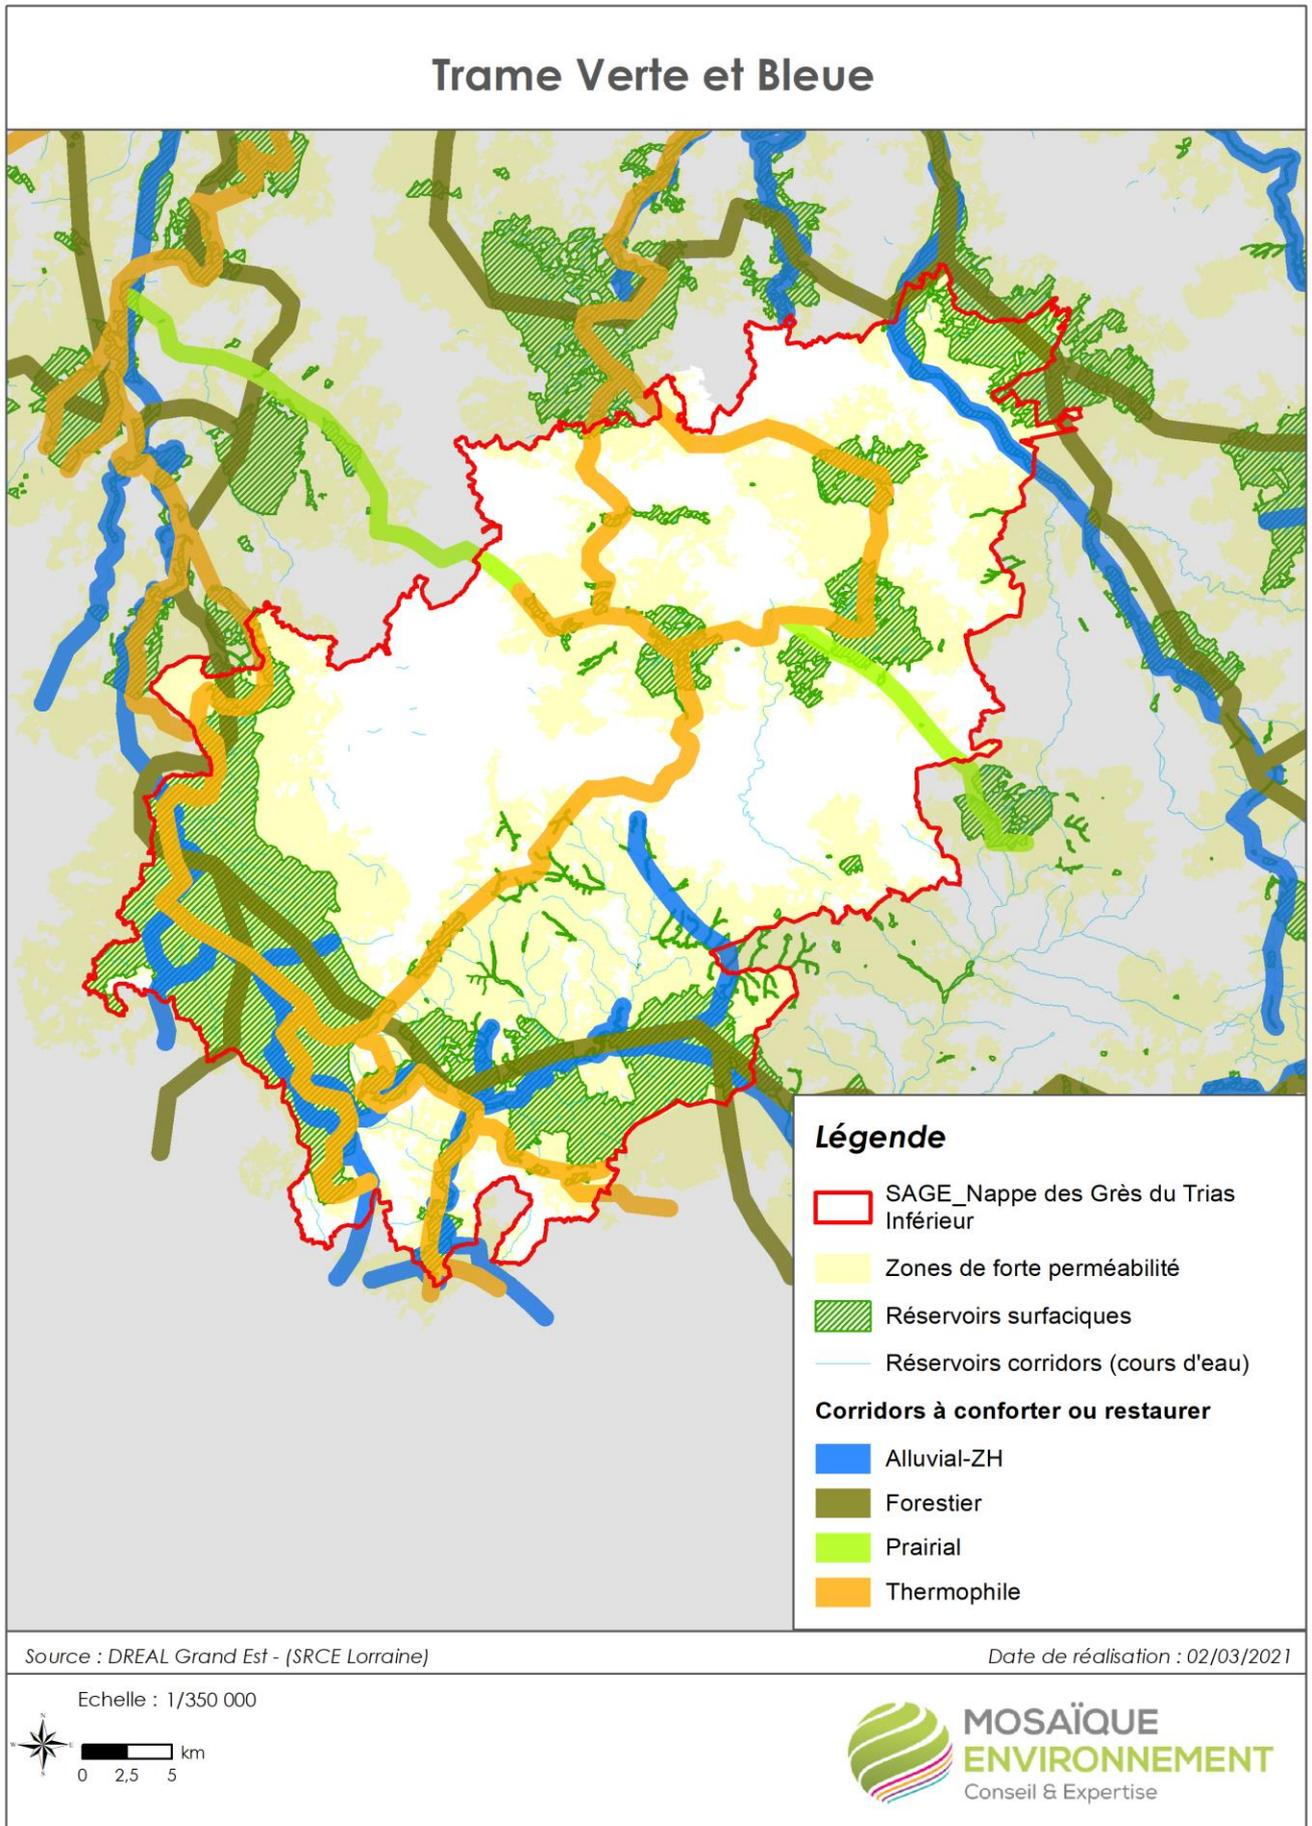 Trame Verte et Bleue
Légende
SAGE_Nappe des Grès du Trias
Inférieur
Zones de forte perméabilité
Réservoirs surfaciques
Réservoirs corridors (cours d'eau)
Corridors à conforter ou restaurer
Alluvial-ZH
Forestier
Prairial
Thermophile
Source : DREAL Grand Est - (SRCE Lorraine)
Date de réalisation : 02/03/2021
Echelle : 1/350 000
N
W
E
S
km
0 2,5 5
MOSAÏQUE
ENVIRONNEMENT
Conseil & Expertise